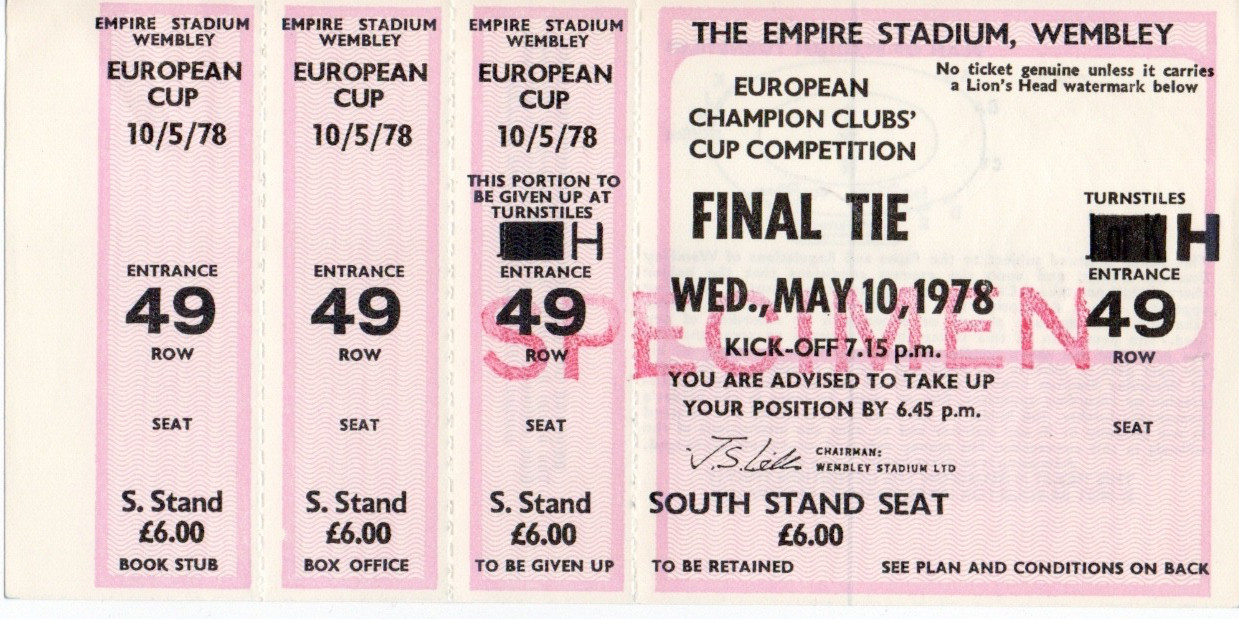 EMPIRE STADIUM
WEMBLEY
EUROPEAN
CUP
10/5/78
ENTRANCE
49
ROW
SEAT
S. Stand
£6.00
BOOK STUB
EMPIRE STADIUM
WEMBLEY
EUROPEAN
CUP
10/5/78
ENTRANCE
49
ROW
SEAT
S. Stand
£6.00
BOX OFFICE
EMPIRE STADIUM
WEMBLEY
EUROPEAN
CUP
10/5/78
THIS PORTION TO
BE GIVEN UP AT
TURNSTILES
H
ENTRANCE
49
ROW
SEAT
S. Stand
£6.00
TO BE GIVEN UP
THE EMPIRE STADIUM, WEMBLEY
No ticket genuine unless it carries
a Lion's Head watermark below
EUROPEAN
CHAMPION CLUBS'
CUP COMPETITION
FINAL TIE
WED., MAY 10, 1978
KICK-OFF 7.15 p.m.
YOU ARE ADVISED TO TAKE UP
YOUR POSITION BY 6.45 p.m.
CHAIRMAN:
WEMBLEY STADIUM LTD
SOUTH STAND SEAT
£6.00
TO BE RETAINED
TURNSTILES
J or K H
ENTRANCE
49
ROW
SEAT
SEE PLAN AND CONDITIONS ON BACK
SPECIMEN